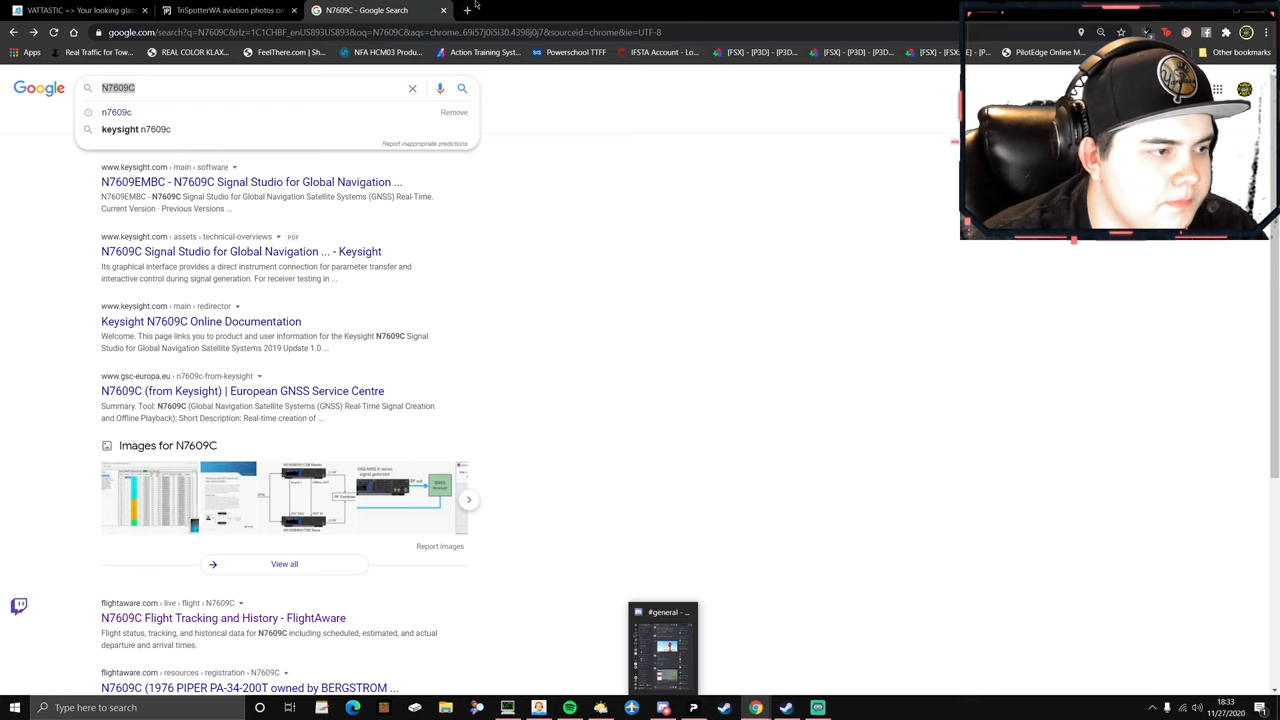 VATTASTIC => Your looking glas
TriSpotterWA aviation photos on
N7609C - Google Search
google.com/search?q=N7609C&rlz=1C1CHBF_enUS893US893&oq=N7609C&aqs=chrome..69i57j0i5l30.4398j0j7&sourceid=chrome&ie=UTF-8
Apps
Real Traffic for Tow...
REAL COLOR KLAX...
FeelThere.com | Sh...
NFA HCM03 Produ...
Action Training Syst...
Powerschool TTFF
IFSTA Account - Lo...
[FSX] - [FSX-SE] - [P3D]...
PilotEdge Online M...
Other bookmarks
Google
N7609C
n7609c
Remove
keysight n7609c
Report inappropriate predictions
www.keysight.com › main › software
N7609EMBC - N7609C Signal Studio for Global Navigation ...
N7609EMBC - N7609C Signal Studio for Global Navigation Satellite Systems (GNSS) Real-Time.
Current Version · Previous Versions ...
www.keysight.com › assets › technical-overviews
PDF
N7609C Signal Studio for Global Navigation ... - Keysight
Its graphical interface provides a direct instrument connection for parameter transfer and
interactive control during signal generation. For receiver testing in ...
www.keysight.com › main › redirector
Keysight N7609C Online Documentation
Welcome. This page links you to product and user information for the Keysight N7609C Signal
Studio for Global Navigation Satellite Systems 2019 Update 1.0 ...
www.gsc-europa.eu › n7609c-from-keysight
N7609C (from Keysight) | European GNSS Service Centre
Summary. Tool: N7609C (Global Navigation Satellite Systems (GNSS) Real-Time Signal Creation
and Offline Playback); Short Description: Real-time creation of ...
Images for N7609C
Report images
View all
flightaware.com › live › flight › N7609C
N7609C Flight Tracking and History - FlightAware
Flight status, tracking, and historical data for N7609C including scheduled, estimated, and actual
departure and arrival times.
flightaware.com › resources › registration › N7609C
N7609C (1976 PIPER PA-34-200T owned by BERGSTROM ...
#general - ...
Type here to search
18:33
11/27/2020